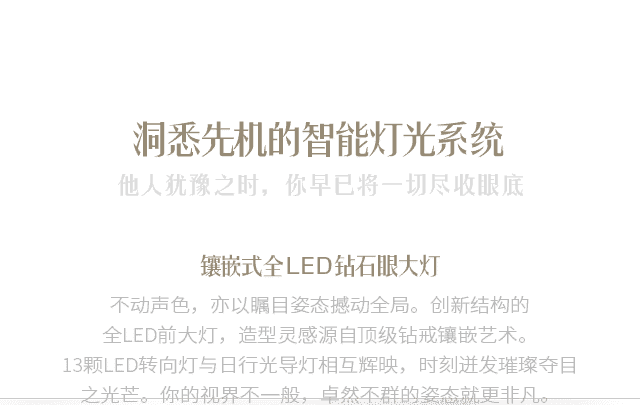 洞悉先机的智能灯光系统
他人犹豫之时，你早已将一切尽收眼底
镶嵌式全LED钻石眼大灯
不动声色，亦以瞩目姿态撼动全局。创新结构的
全LED前大灯，造型灵感源自顶级钻戒镶嵌艺术。
13颗LED转向灯与日行光导灯相互辉映，时刻迸发璀璨夺目
之光芒。你的视界不一般，卓然不群的姿态就更非凡。